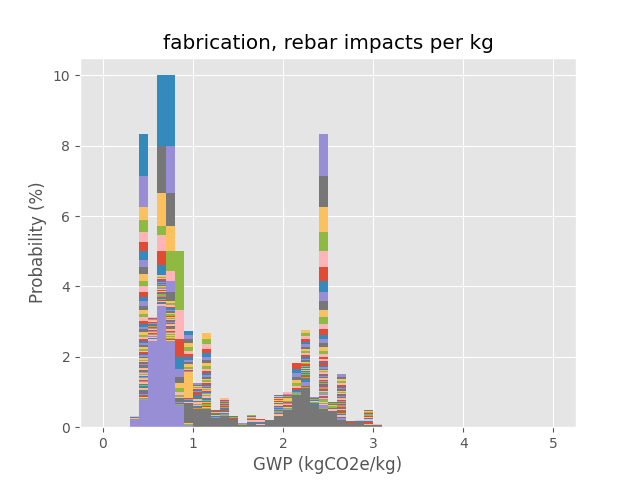 fabrication, rebar impacts per kg
Probability (%)
10
8
6
4
2
0
0 1 2 3 4 5
GWP (kgCO2e/kg)